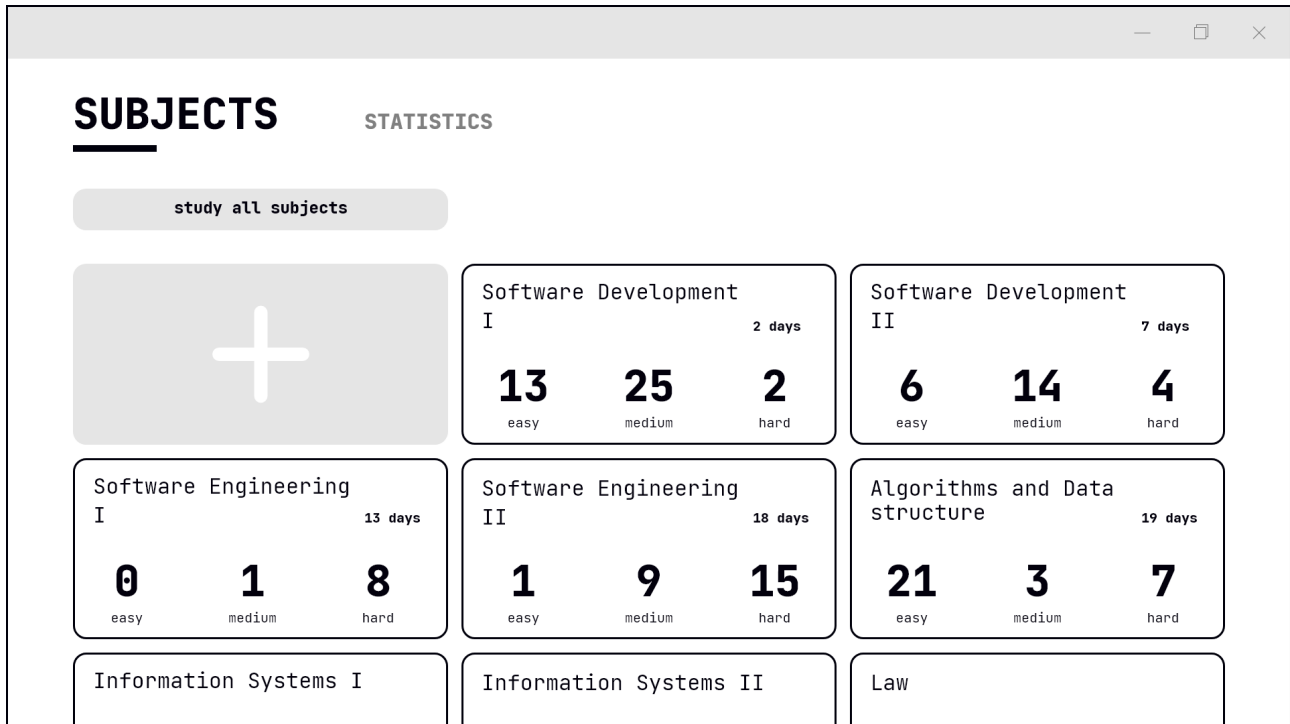 SUBJECTS STATISTICS
study all subjects
Software Development
I
2 days
13 25 2
easy medium hard
Software Development
II
7 days
6 14 4
easy medium hard
Software Engineering
I
13 days
0 1 8
easy medium hard
Software Engineering
II
18 days
1 9 15
easy medium hard
Algorithms and Data
structure
19 days
21 3 7
easy medium hard
Information Systems I
Information Systems II
Law